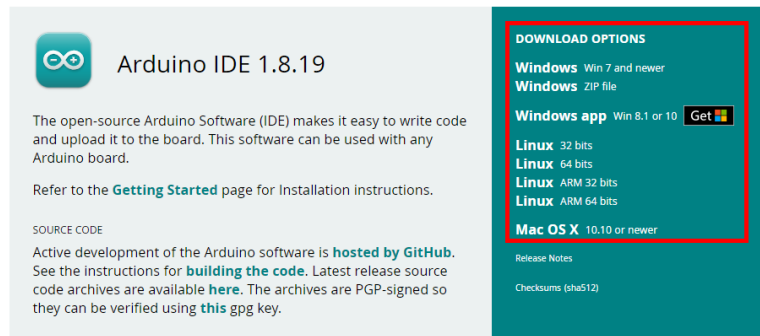 Arduino IDE 1.8.19
The open-source Arduino Software (IDE) makes it easy to write code
and upload it to the board. This software can be used with any
Arduino board.
Refer to the Getting Started page for Installation instructions.
SOURCE CODE
Active development of the Arduino software is hosted by GitHub.
See the instructions for building the code. Latest release source
code archives are available here. The archives are PGP-signed so
they can be verified using this gpg key.
DOWNLOAD OPTIONS
Windows Win 7 and newer
Windows ZIP file
Windows app Win 8.1 or 10 Get
Linux 32 bits
Linux 64 bits
Linux ARM 32 bits
Linux ARM 64 bits
Mac OS X 10.10 or newer
Release Notes
Checksums (sha512)